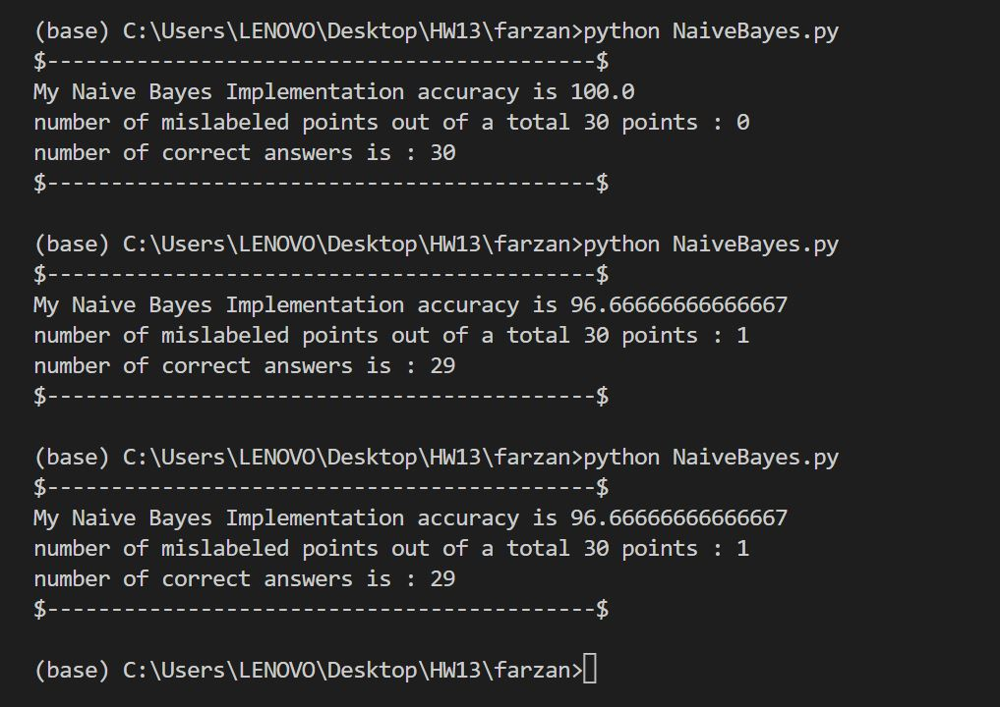 (base) C:\Users\LENOVO\Desktop\HW13\farzan>python NaiveBayes.py
$-------------------------------------------$
My Naive Bayes Implementation accuracy is 100.0
number of mislabeled points out of a total 30 points : 0
number of correct answers is : 30
$-------------------------------------------$
(base) C:\Users\LENOVO\Desktop\HW13\farzan>python NaiveBayes.py
$-------------------------------------------$
My Naive Bayes Implementation accuracy is 96.66666666666667
number of mislabeled points out of a total 30 points : 1
number of correct answers is : 29
$-------------------------------------------$
(base) C:\Users\LENOVO\Desktop\HW13\farzan>python NaiveBayes.py
$-------------------------------------------$
My Naive Bayes Implementation accuracy is 96.66666666666667
number of mislabeled points out of a total 30 points : 1
number of correct answers is : 29
$-------------------------------------------$
(base) C:\Users\LENOVO\Desktop\HW13\farzan>